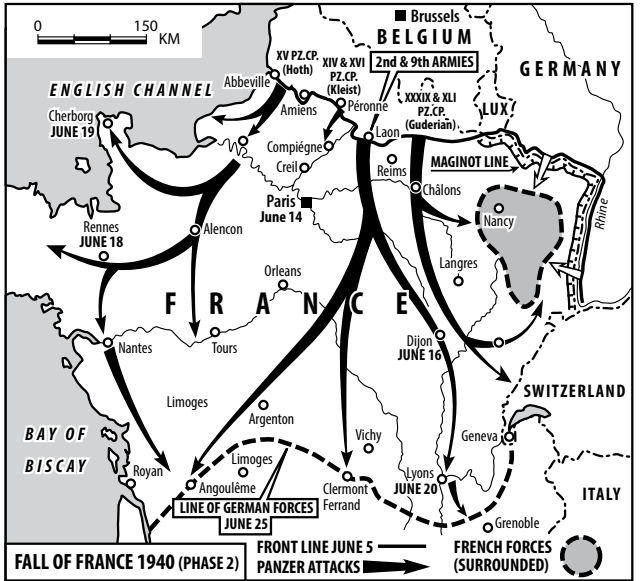 0 150
KM
Brussels
BELGIUM
GERMANY
XV PZ.CP.
(Hoth)
XIV & XVI
PZ.CP.
(Kleist)
2nd & 9th ARMIES
XXXIX & XLI
PZ.CP.
(Guderian)
LUX
ENGLISH CHANNEL
Abbeville
Amiens
Péronne
Cherborg
JUNE 19
Laon
Compiégne
Creil
Reims
MAGINOT LINE
Rhine
Paris
June 14
Châlons
Nancy
Rennes
JUNE 18
Alencon
Langres
Orleans
FRANCE
Nantes
Tours
Dijon
JUNE 16
SWITZERLAND
Limoges
Argenton
BAY OF
BISCAY
Vichy
Geneva
Royan
Limoges
Angoulême
Clermont
Ferrand
Lyons
JUNE 20
ITALY
LINE OF GERMAN FORCES
JUNE 25
Grenoble
FALL OF FRANCE 1940 (PHASE 2)
FRONT LINE JUNE 5
PANZER ATTACKS
FRENCH FORCES
(SURROUNDED)